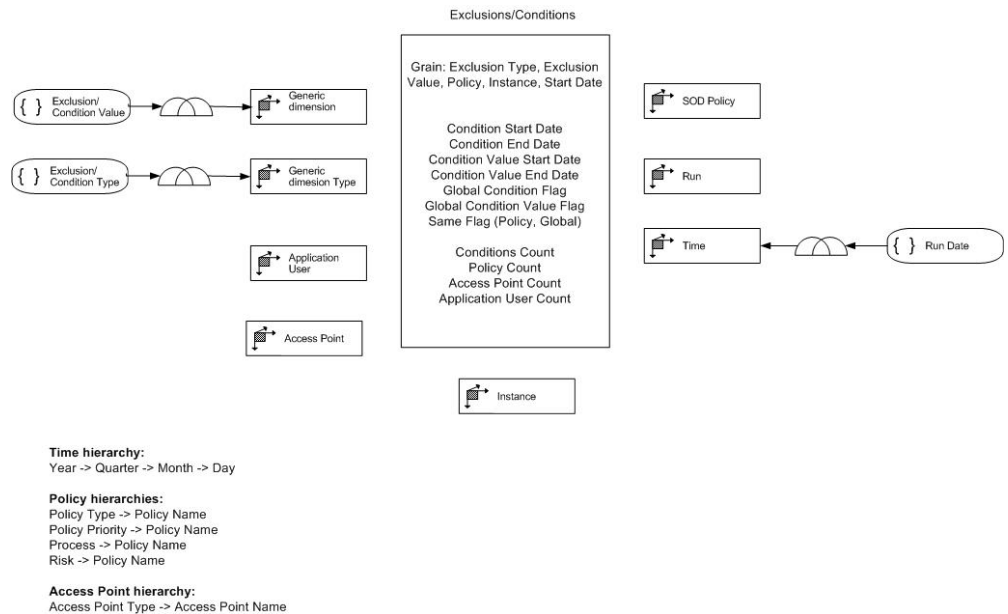 Exclusions/Conditions
Grain: Exclusion Type, Exclusion
Value, Policy, Instance, Start Date
Condition Start Date
Condition End Date
Condition Value Start Date
Condition Value End Date
Global Condition Flag
Global Condition Value Flag
Same Flag (Policy, Global)
Conditions Count
Policy Count
Access Point Count
Application User Count
{ } Exclusion/
Condition Value
Generic
dimension
{ } Exclusion/
Condition Type
Generic
dimesion Type
Application
User
Access Point
SOD Policy
Run
Time
{ } Run Date
Instance
Time hierarchy:
Year -> Quarter -> Month -> Day
Policy hierarchies:
Policy Type -> Policy Name
Policy Priority -> Policy Name
Process -> Policy Name
Risk -> Policy Name
Access Point hierarchy:
Access Point Type -> Access Point Name